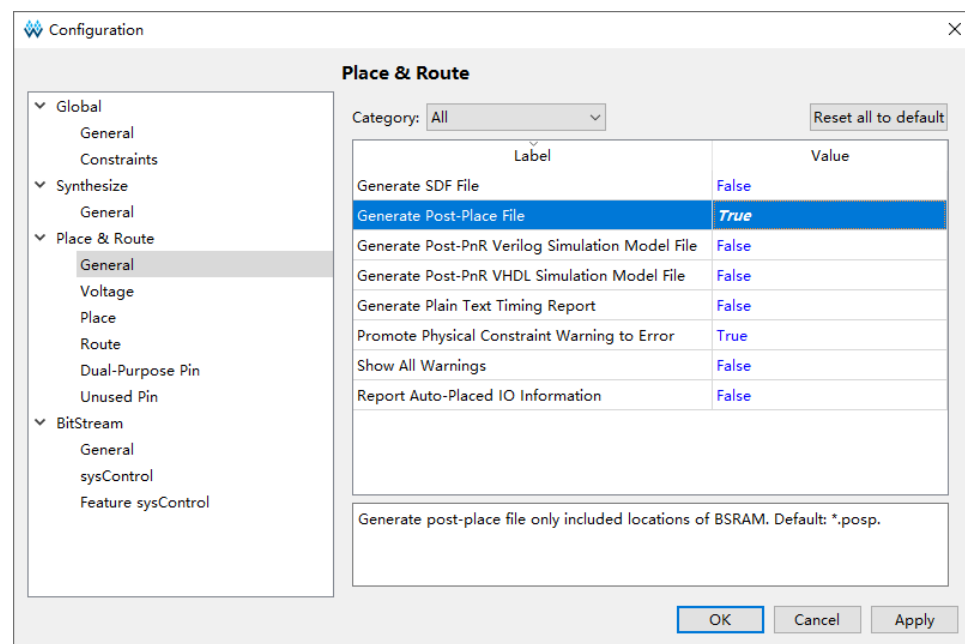 Configuration
Place & Route
Global
General
Constraints
Synthesize
General
Place & Route
General
Voltage
Place
Route
Dual-Purpose Pin
Unused Pin
BitStream
General
sysControl
Feature sysControl
Category: All
Reset all to default
Label Value
Generate SDF File False
Generate Post-Place File True
Generate Post-PnR Verilog Simulation Model File False
Generate Post-PnR VHDL Simulation Model File False
Generate Plain Text Timing Report False
Promote Physical Constraint Warning to Error True
Show All Warnings False
Report Auto-Placed IO Information False
Generate post-place file only included locations of BSRAM. Default: *.posp.
OK Cancel Apply